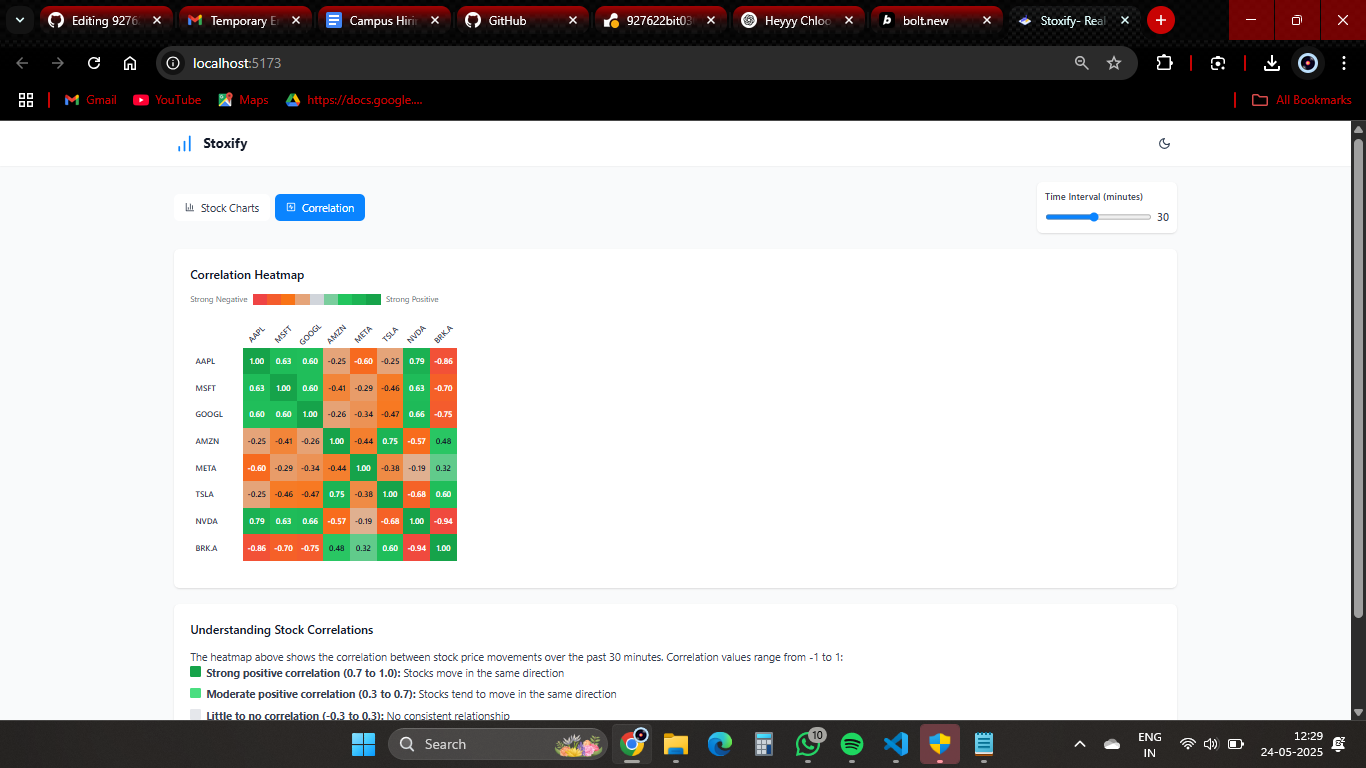 Editing 9276
Temporary E
Campus Hirin
GitHub
927622bit03
Heyyy Chloo
b
bolt.new
Stoxify- Real
localhost:5173
Gmail
YouTube
Maps
https://docs.google....
All Bookmarks
Stoxify
Stock Charts
Correlation
Time Interval (minutes)
30
Correlation Heatmap
Strong Negative
Strong Positive
AAPL MSFT GOOGL AMZN META TSLA NVDA BRK.A
AAPL 1.00 0.63 0.60 -0.25 -0.60 -0.25 0.79 -0.86
MSFT 0.63 1.00 0.60 -0.41 -0.29 -0.46 0.63 -0.70
GOOGL 0.60 0.60 1.00 -0.26 -0.34 -0.47 0.66 -0.75
AMZN -0.25 -0.41 -0.26 1.00 -0.44 0.75 -0.57 0.48
META -0.60 -0.29 -0.34 -0.44 1.00 -0.38 -0.19 0.32
TSLA -0.25 -0.46 -0.47 0.75 -0.38 1.00 -0.68 0.60
NVDA 0.79 0.63 0.66 -0.57 -0.19 -0.68 1.00 -0.94
BRK.A -0.86 -0.70 -0.75 0.48 0.32 0.60 -0.94 1.00
Understanding Stock Correlations
The heatmap above shows the correlation between stock price movements over the past 30 minutes. Correlation values range from -1 to 1:
Strong positive correlation (0.7 to 1.0): Stocks move in the same direction
Moderate positive correlation (0.3 to 0.7): Stocks tend to move in the same direction
Little to no correlation (-0.3 to 0.3): No consistent relationship
Search
10
ENG
IN
12:29
24-05-2025